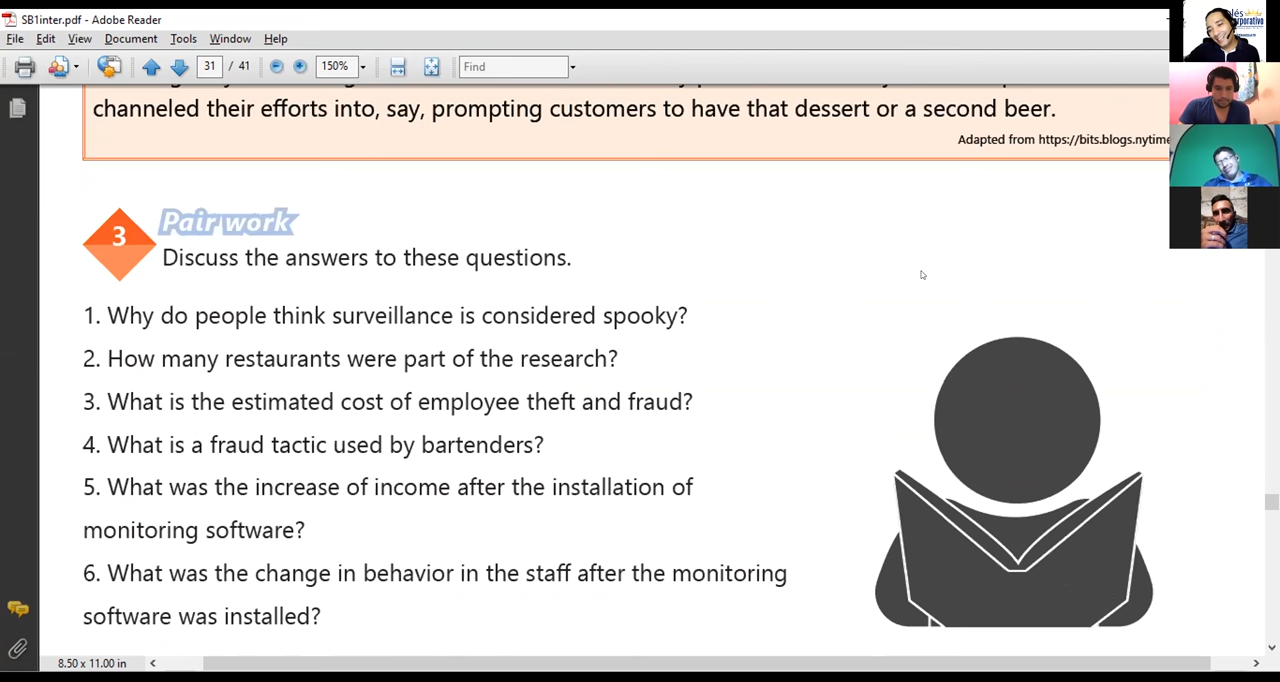 SB1inter.pdf - Adobe Reader
File Edit View Document Tools Window Help
31 / 41 150% Find
channeled their efforts into, say, prompting customers to have that dessert or a second beer.
Adapted from https://bits.blogs.nytime
3 Pair work
Discuss the answers to these questions.
1. Why do people think surveillance is considered spooky?
2. How many restaurants were part of the research?
3. What is the estimated cost of employee theft and fraud?
4. What is a fraud tactic used by bartenders?
5. What was the increase of income after the installation of
monitoring software?
6. What was the change in behavior in the staff after the monitoring
software was installed?
8.50 x 11.00 in